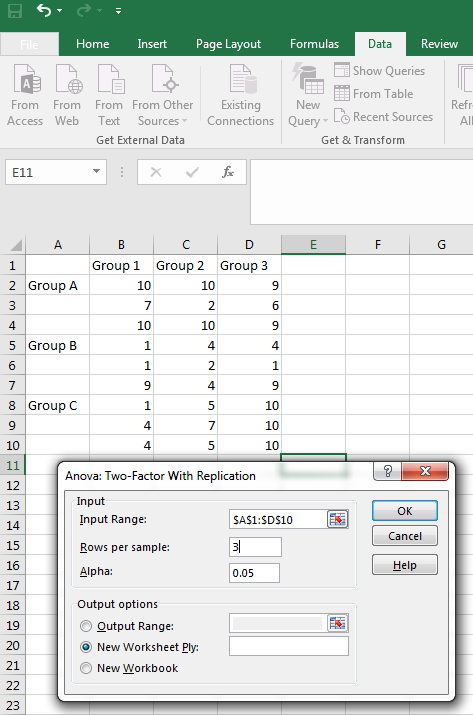 File Home Insert Page Layout Formulas Data Review
From Access From Web From Text From Other Sources Existing Connections New Query Show Queries
From Table
Recent Sources
Get External Data Get & Transform
E11 fx
A B C D E F G
1 Group 1 Group 2 Group 3
2 Group A 10 10 9
3 7 2 6
4 10 10 9
5 Group B 1 4 4
6 1 2 1
7 9 4 9
8 Group C 1 5 10
9 4 7 10
10 4 5 10
11
12
13
14
15
16
17
18
19
20
21
22
23
Anova: Two-Factor With Replication ? X
Input
Input Range: $A$1:$D$10 OK
Rows per sample: 3 Cancel
Alpha: 0.05 Help
Output options
Output Range:
New Worksheet Ply:
New Workbook